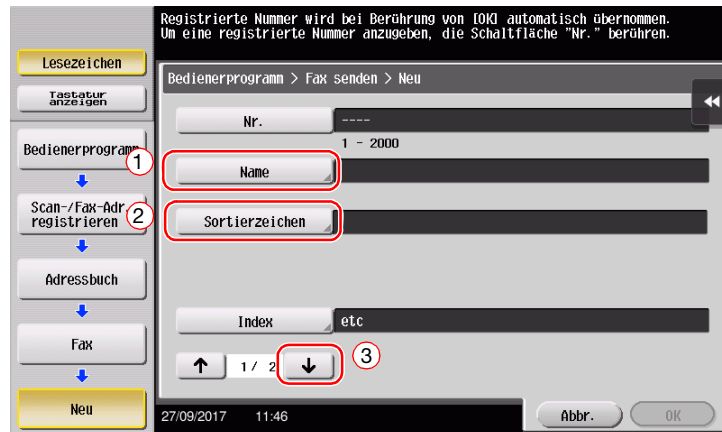 Registrierte Nummer wird bei Berührung von [OK] automatisch übernommen.
Um eine registrierte Nummer anzugeben, die Schaltfläche "Nr." berühren.
Lesezeichen
Tastatur
anzeigen
Bedienerprogramm
1
Scan-/Fax-Adr.
registrieren
2
Adressbuch
Fax
Neu
Bedienerprogramm > Fax senden > Neu
Nr.
----
1 - 2000
Name
Sortierzeichen
Index
etc
↑ 1/ 2 ↓
3
27/09/2017 11:46
Abbr.
OK